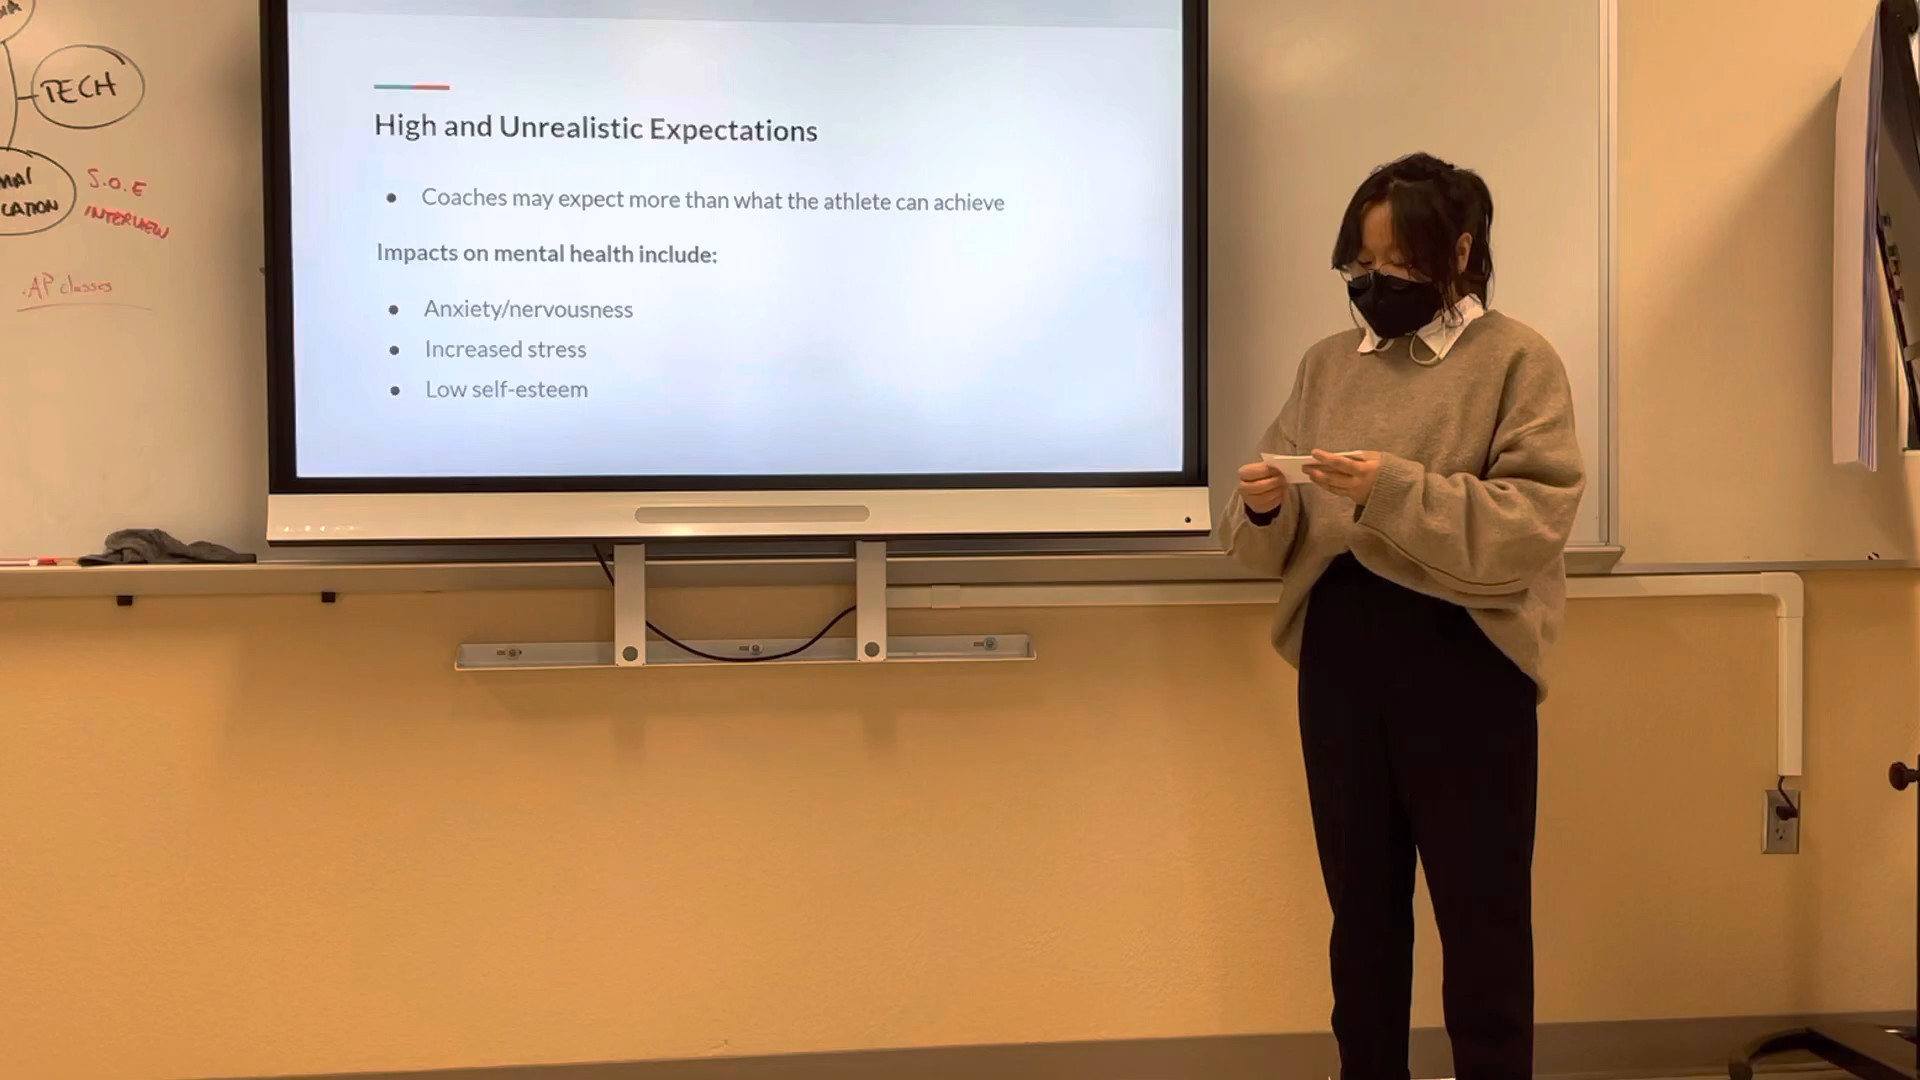 TECH
S.O.E
INTERVIEW
AP classes
High and Unrealistic Expectations
● Coaches may expect more than what the athlete can achieve
Impacts on mental health include:
● Anxiety/nervousness
● Increased stress
● Low self-esteem